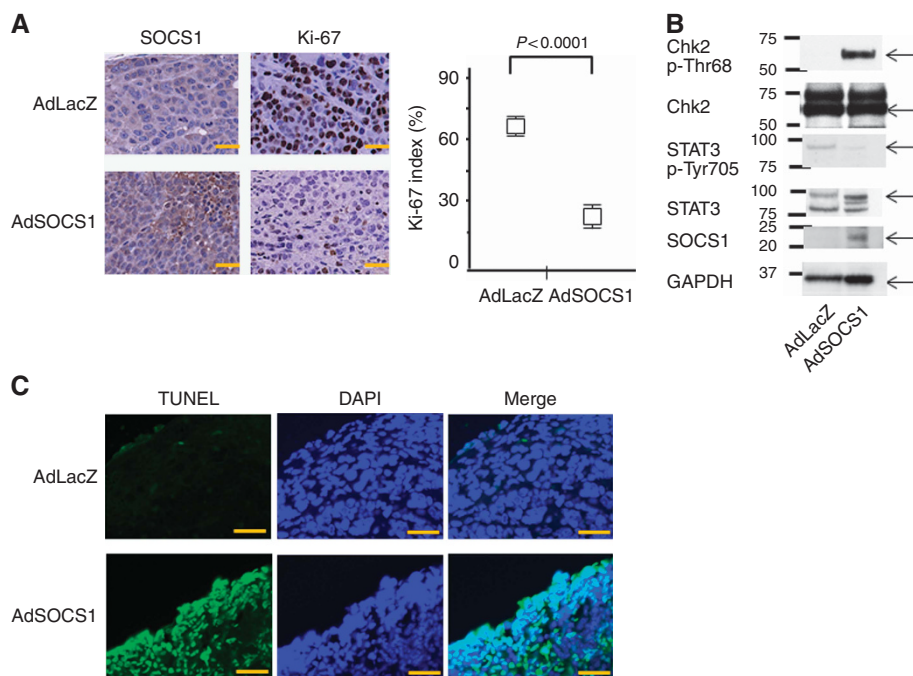 A
SOCS1 Ki-67
AdLacZ
AdSOCS1
P<0.0001
Ki-67 index (%)
90
60
30
0
AdLacZ AdSOCS1
B
Chk2
p-Thr68
75
50
Chk2
75
50
STAT3
p-Tyr705
100
75
STAT3
100
75
SOCS1
25
20
GAPDH
37
AdLacZ
AdSOCS1
C
TUNEL DAPI Merge
AdLacZ
AdSOCS1